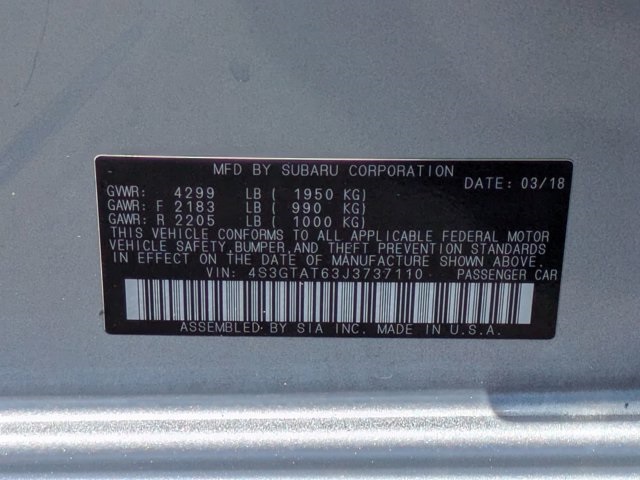 MFD BY SUBARU CORPORATION
DATE: 03/18
GVWR: 4299 LB ( 1950 KG)
GAWR: F 2183 LB ( 990 KG)
GAWR: R 2205 LB ( 1000 KG)
THIS VEHICLE CONFORMS TO ALL APPLICABLE FEDERAL MOTOR
VEHICLE SAFETY, BUMPER, AND THEFT PREVENTION STANDARDS
IN EFFECT ON THE DATE OF MANUFACTURE SHOWN ABOVE.
VIN: 4S3GTAT63J3737110 PASSENGER CAR
ASSEMBLED BY SIA INC. MADE IN U.S.A.